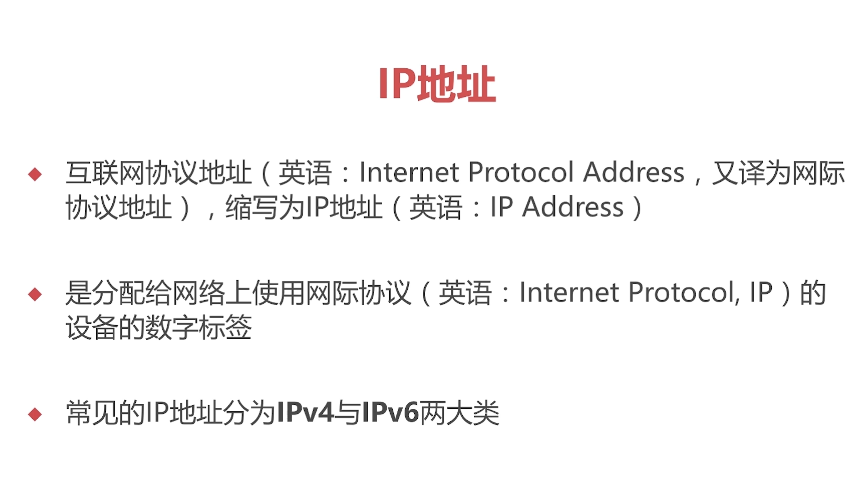 IP地址
互联网协议地址（英语：Internet Protocol Address，又译为网际
协议地址），缩写为IP地址（英语：IP Address）
是分配给网络上使用网际协议（英语：Internet Protocol, IP）的
设备的数字标签
常见的IP地址分为IPv4与IPv6两大类